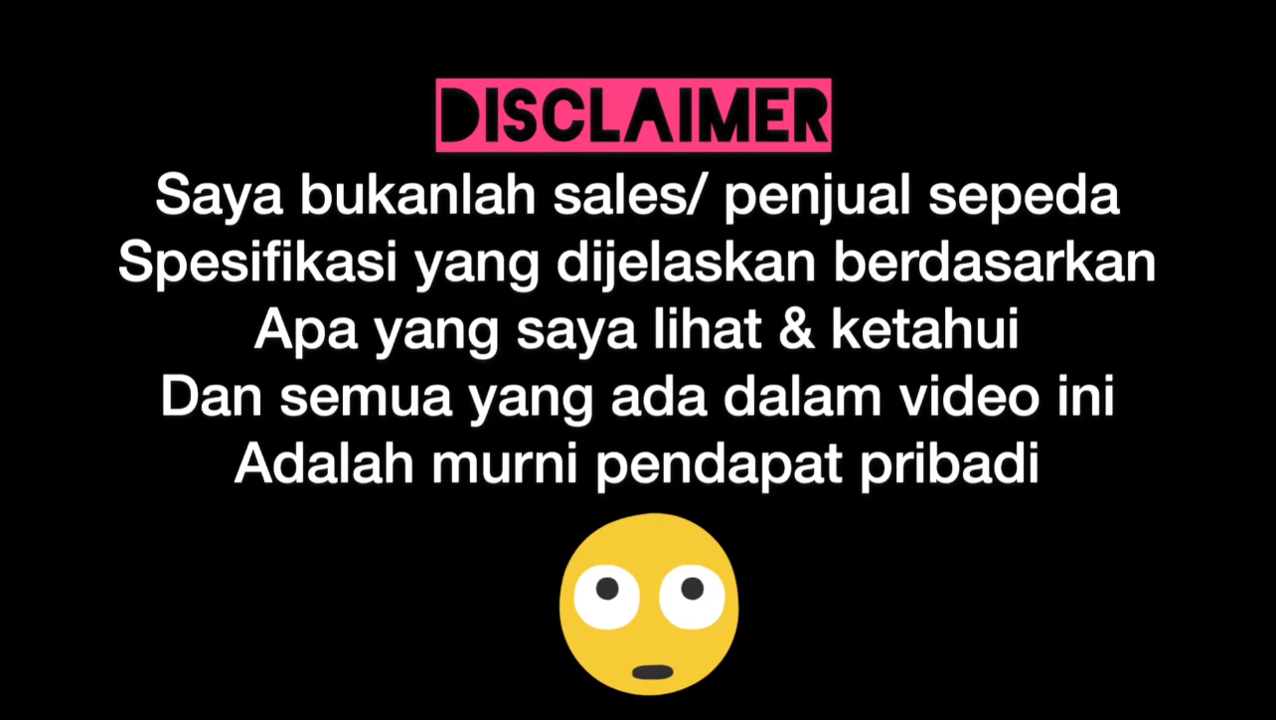 DISCLAIMER
Saya bukanlah sales/ penjual sepeda
Spesifikasi yang dijelaskan berdasarkan
Apa yang saya lihat & ketahui
Dan semua yang ada dalam video ini
Adalah murni pendapat pribadi